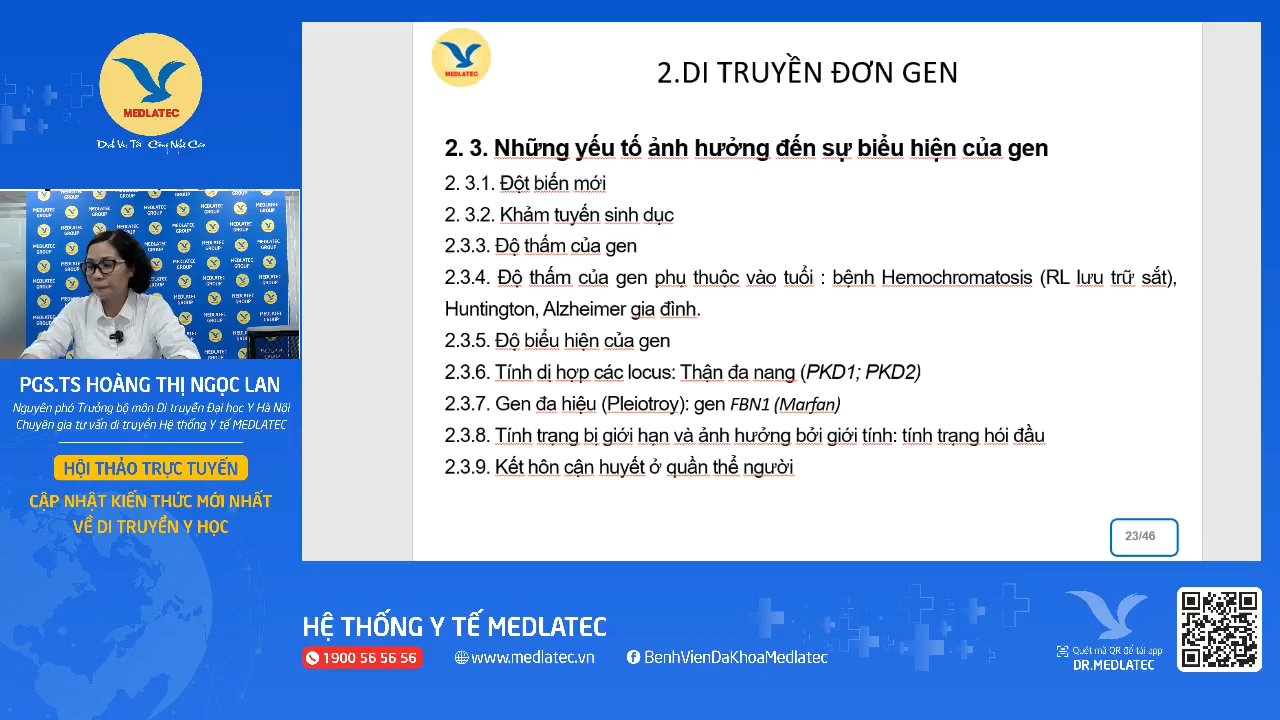 MEDLATEC
PGS.TS HOÀNG THỊ NGỌC LAN
Nguyên phó Trưởng bộ môn Di truyền Đại học Y Hà Nội
Chuyên gia tư vấn di truyền Hệ thống Y tế MEDLATEC
HỘI THẢO TRỰC TUYẾN
CẬP NHẬT KIẾN THỨC MỚI NHẤT
VỀ DI TRUYỀN Y HỌC
MEDLATEC
2.DI TRUYỀN ĐƠN GEN
2. 3. Những yếu tố ảnh hưởng đến sự biểu hiện của gen
2. 3.1. Đột biến mới
2. 3.2. Khảm tuyến sinh dục
2.3.3. Độ thấm của gen
2.3.4. Độ thấm của gen phụ thuộc vào tuổi : bệnh Hemochromatosis (RL lưu trữ sắt),
Huntington, Alzheimer gia đình.
2.3.5. Độ biểu hiện của gen
2.3.6. Tính dị hợp các locus: Thận đa nang (PKD1; PKD2)
2.3.7. Gen đa hiệu (Pleiotroy): gen FBN1 (Marfan)
2.3.8. Tính trạng bị giới hạn và ảnh hưởng bởi giới tính: tính trạng hói đầu
2.3.9. Kết hôn cận huyết ở quần thể người
23/46
HỆ THỐNG Y TẾ MEDLATEC
1900 56 56 56
www.medlatec.vn
BenhVienDaKhoaMedlatec
Quét mã QR để tải app
DR.MEDLATEC